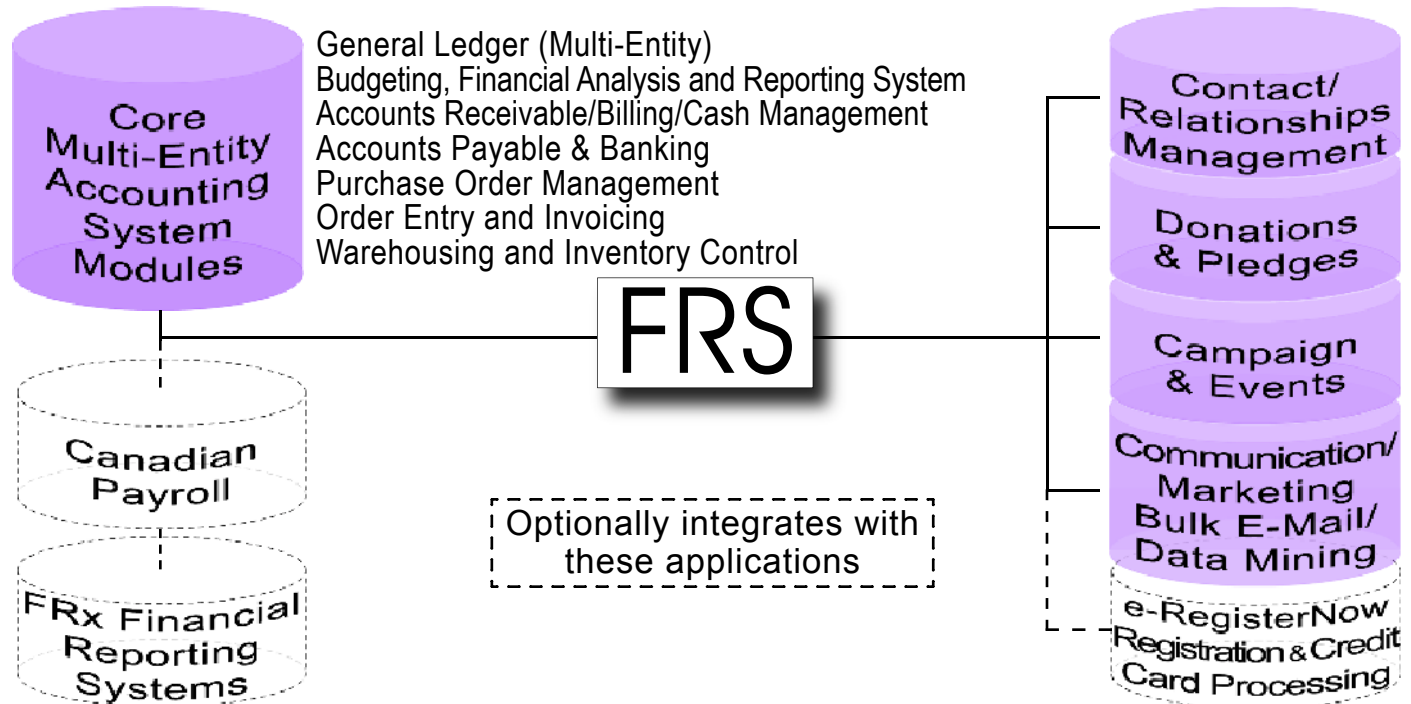 Core
Multi-Entity
Accounting
System
Modules
General Ledger (Multi-Entity)
Budgeting, Financial Analysis and Reporting System
Accounts Receivable/Billing/Cash Management
Accounts Payable & Banking
Purchase Order Management
Order Entry and Invoicing
Warehousing and Inventory Control
FRS
Canadian
Payroll
FRx Financial
Reporting
Systems
Optionally integrates with
these applications
Contact/
Relationships
Management
Donations
& Pledges
Campaign
& Events
Communication/
Marketing
Bulk E-Mail/
Data Mining
e-RegisterNow
Registration & Credit
Card Processing